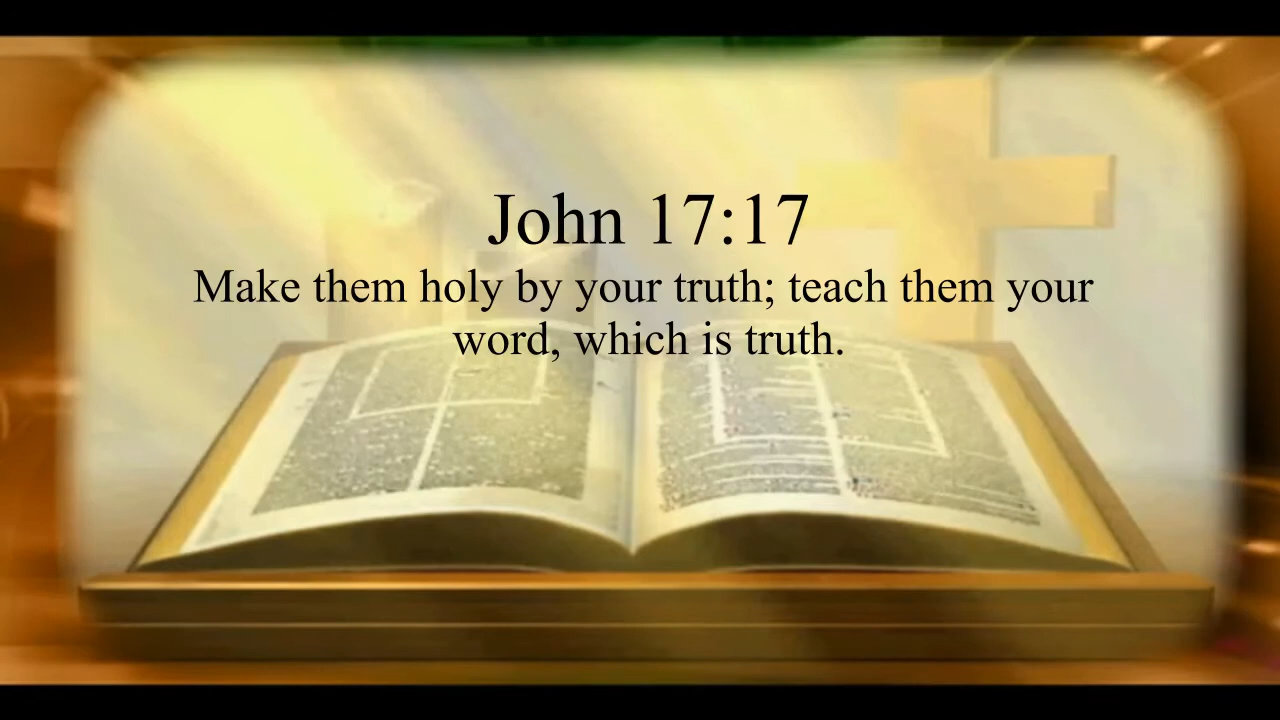 John 17:17
Make them holy by your truth; teach them your
word, which is truth.